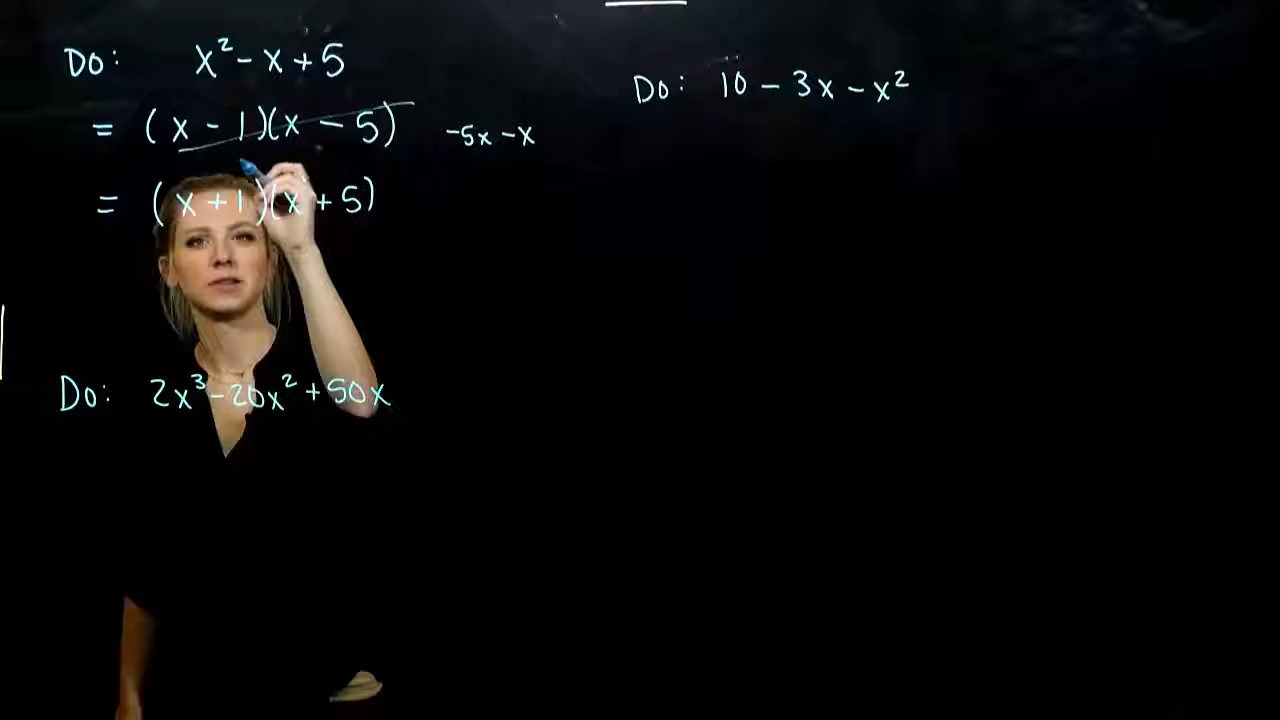 Do: x² - x + 5
= (x - 1)(x - 5) -5x - x
= (x + 1)(x + 5)
Do: 2x³ - 20x² + 50x
Do: 10 - 3x - x²